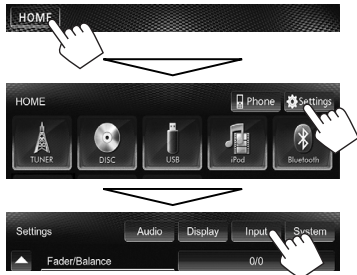 HOME
HOME Phone Settings
TUNER DISC USB iPod Bluetooth
Settings Audio Display Input System
Fader/Balance 0/0